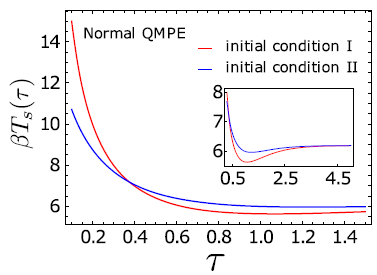 14
12
10
8
6
βTₛ(τ)
Normal QMPE
initial condition I
initial condition II
8
7
6
0.5 2.5 4.5
0.2 0.4 0.6 0.8 1.0 1.2 1.4
τ